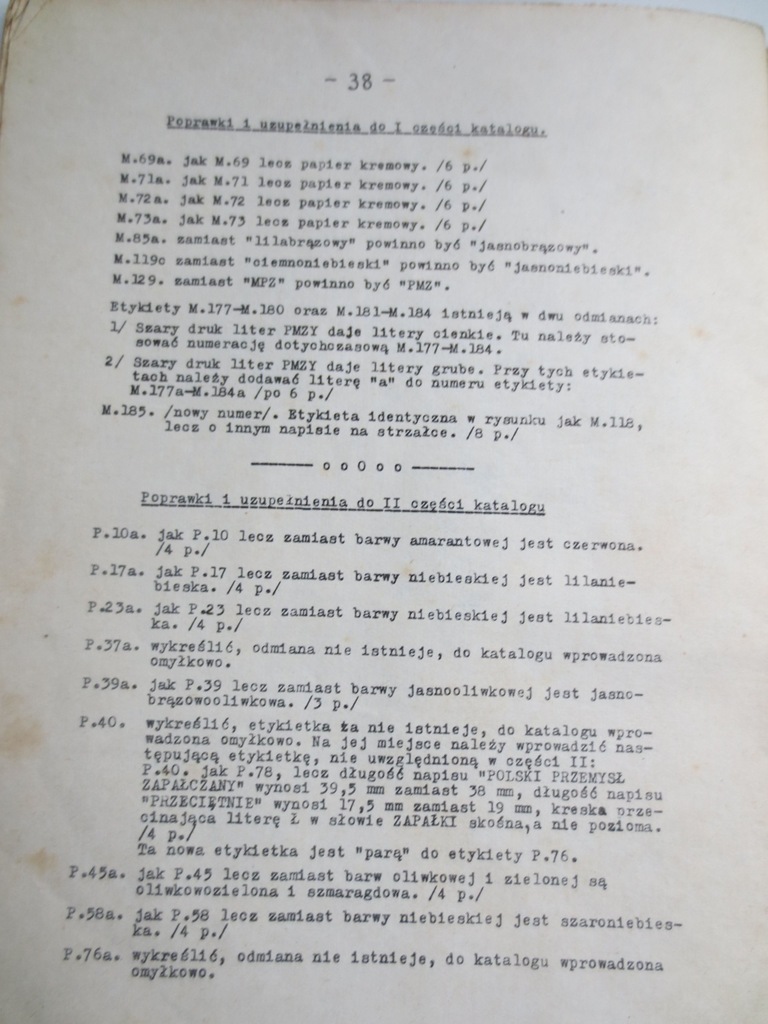 - 38 -
Poprawki i uzupełnienia do I części katalogu.
M.69a. jak M.69 lecz papier kremowy. /6 p./
M.71a. jak M.71 lecz papier kremowy. /6 p./
M.72a. jak M.72 lecz papier kremowy. /6 p./
M.73a. jak M.73 lecz papier kremowy. /6 p./
M.85a. zamiast "lilabrązowy" powinno być "jasnobrązowy".
M.119c zamiast "ciemnoniebieski" powinno być "jasnoniebieski".
M.129. zamiast "MPZ" powinno być "PMZ".
Etykiety M.177-M.180 oraz M.181-M.184 istnieją w dwu odmianach:
1/ Szary druk liter PMZY daje litery cienkie. Tu należy sto-
sować numerację dotychczasową M.177-M.184.
2/ Szary druk liter PMZY daje litery grube. Przy tych etykie-
tach należy dodawać literę "a" do numeru etykiety:
M.177a-M.184a /po 6 p./
M.185. /nowy numer/. Etykieta identyczna w rysunku jak M.118,
lecz o innym napisie na strzałce. /8 p./
——— o o O o o ———
Poprawki i uzupełnienia do II części katalogu
P.10a. jak P.10 lecz zamiast barwy amarantowej jest czerwona.
/4 p./
P.17a. jak P.17 lecz zamiast barwy niebieskiej jest lilanie-
bieska. /4 p./
P.23a. jak P.23 lecz zamiast barwy niebieskiej jest lilaniebies-
ka. /4 p./
P.37a. wykreślić, odmiana nie istnieje, do katalogu wprowadzona
omyłkowo.
P.39a. jak P.39 lecz zamiast barwy jasnooliwkowej jest jasno-
brązowooliwkowa. /3 p./
P.40. wykreślić, etykietka ta nie istnieje, do katalogu wpro-
wadzona omyłkowo. Na jej miejsce należy wprowadzić nas-
tępującą etykietkę, nie uwzględnioną w części II:
P.40. jak P.78, lecz długość napisu "POLSKI PRZEMYSŁ
ZAPAŁCZANY" wynosi 39,5 mm zamiast 38 mm, długość napisu
"PRZECIĘTNIE" wynosi 17,5 mm zamiast 19 mm, kreska prze-
cinająca literę Ł w słowie ZAPAŁKI skośna,a nie pozioma.
/4 p./
Ta nowa etykietka jest "parą" do etykiety P.76.
P.45a. jak P.45 lecz zamiast barw oliwkowej i zielonej są
oliwkowozielona i szmaragdowa. /4 p./
P.58a. jak P.58 lecz zamiast barwy niebieskiej jest szaroniebies-
ka. /4 p./
P.76a. wykreślić, odmiana nie istnieje, do katalogu wprowadzona
omyłkowo.